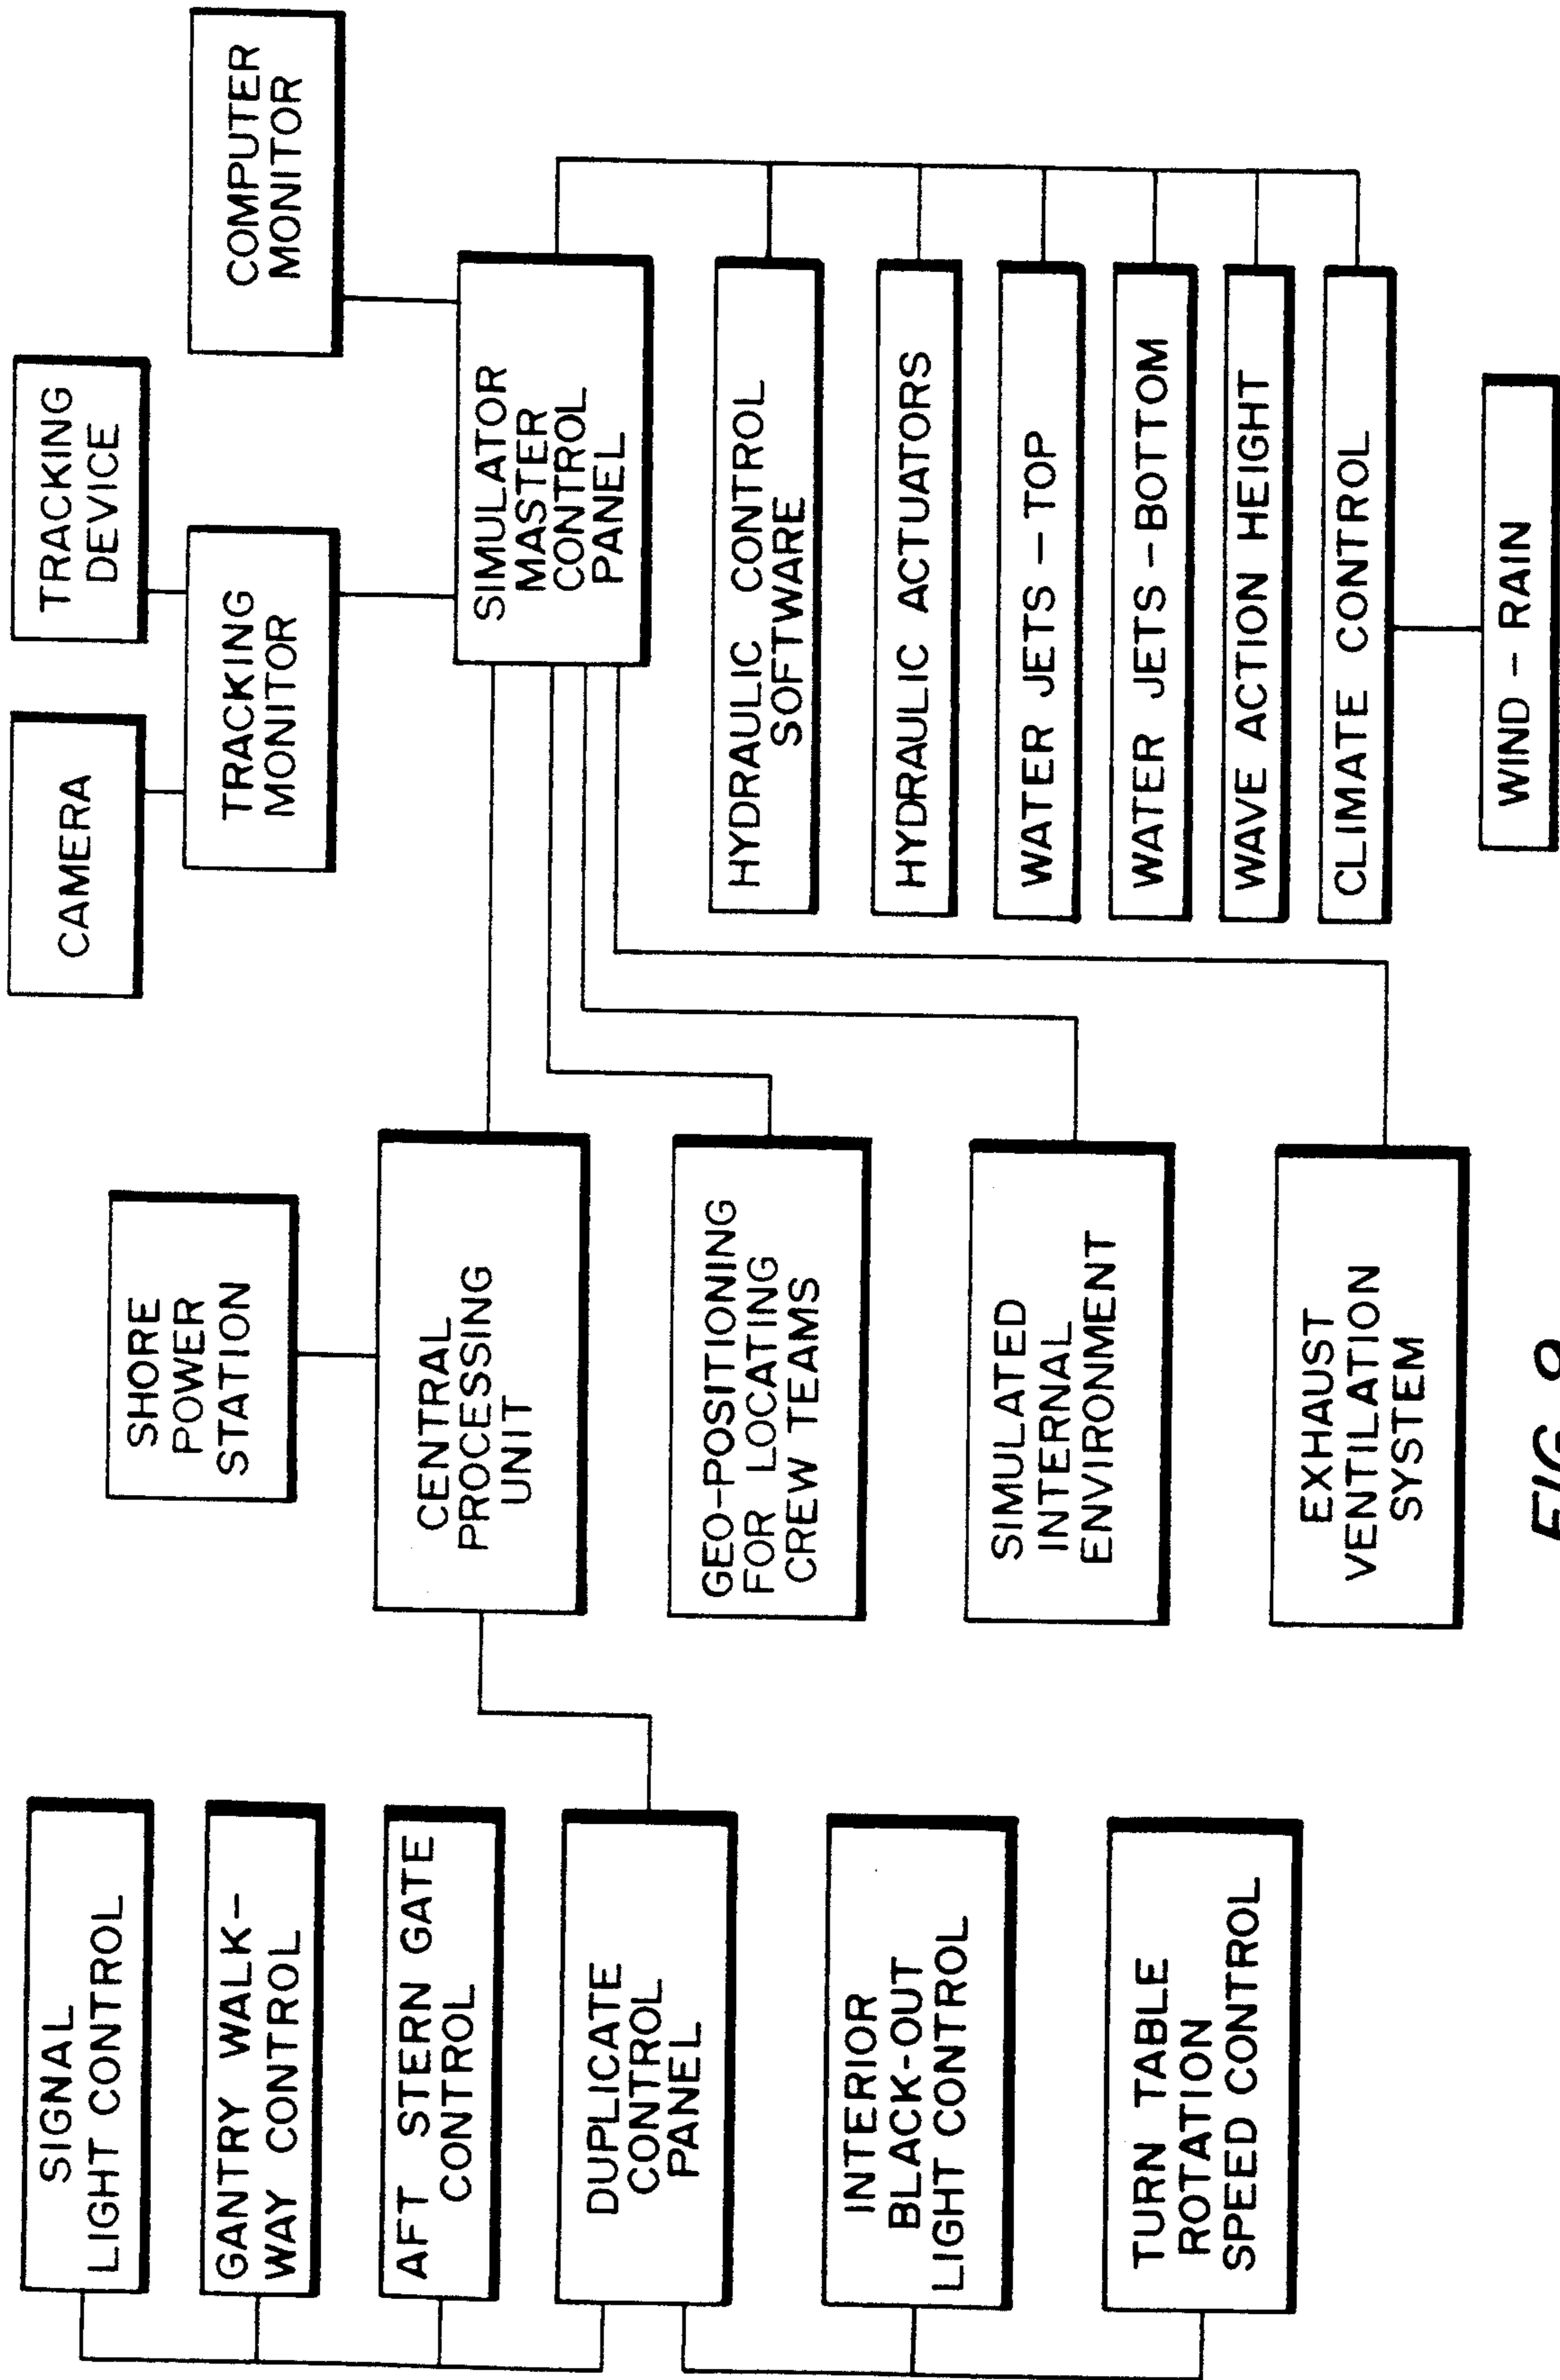 SIGNAL
LIGHT CONTROL
GANTRY WALK-
WAY CONTROL
AFT STERN GATE
CONTROL
DUPLICATE
CONTROL
PANEL
INTERIOR
BLACK-OUT
LIGHT CONTROL
TURN TABLE
ROTATION
SPEED CONTROL
SHORE
POWER
STATION
CENTRAL
PROCESSING
UNIT
GEO-POSITIONING
FOR LOCATING
CREW TEAMS
SIMULATED
INTERNAL
ENVIRONMENT
EXHAUST
VENTILATION
SYSTEM
CAMERA
TRACKING
DEVICE
TRACKING
MONITOR
COMPUTER
MONITOR
SIMULATOR
MASTER
CONTROL
PANEL
HYDRAULIC CONTROL
SOFTWARE
HYDRAULIC ACTUATORS
WATER JETS - TOP
WATER JETS - BOTTOM
WAVE ACTION HEIGHT
CLIMATE CONTROL
WIND - RAIN
FIG.